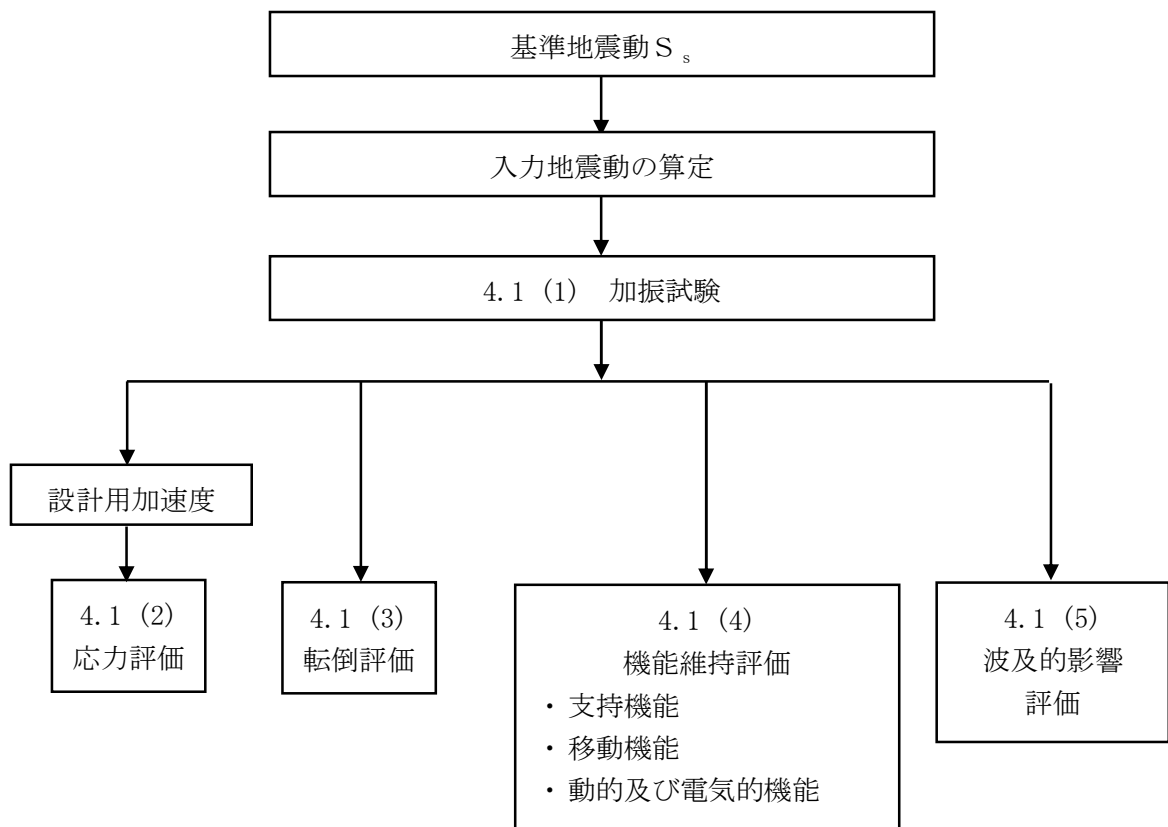 基準地震動Ｓs
入力地震動の算定
4.1 (1)　加振試験
設計用加速度
4.1 (2)
応力評価
4.1 (3)
転倒評価
4.1 (4)
機能維持評価
・支持機能
・移動機能
・動的及び電気的機能
4.1 (5)
波及的影響
評価